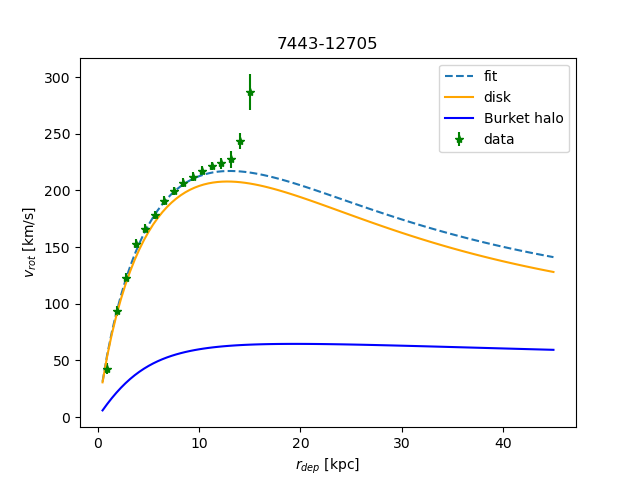 7443-12705
300
250
200
150
100
50
0
v_rot [km/s]
0 10 20 30 40
r_dep [kpc]
fit
disk
Burket halo
data